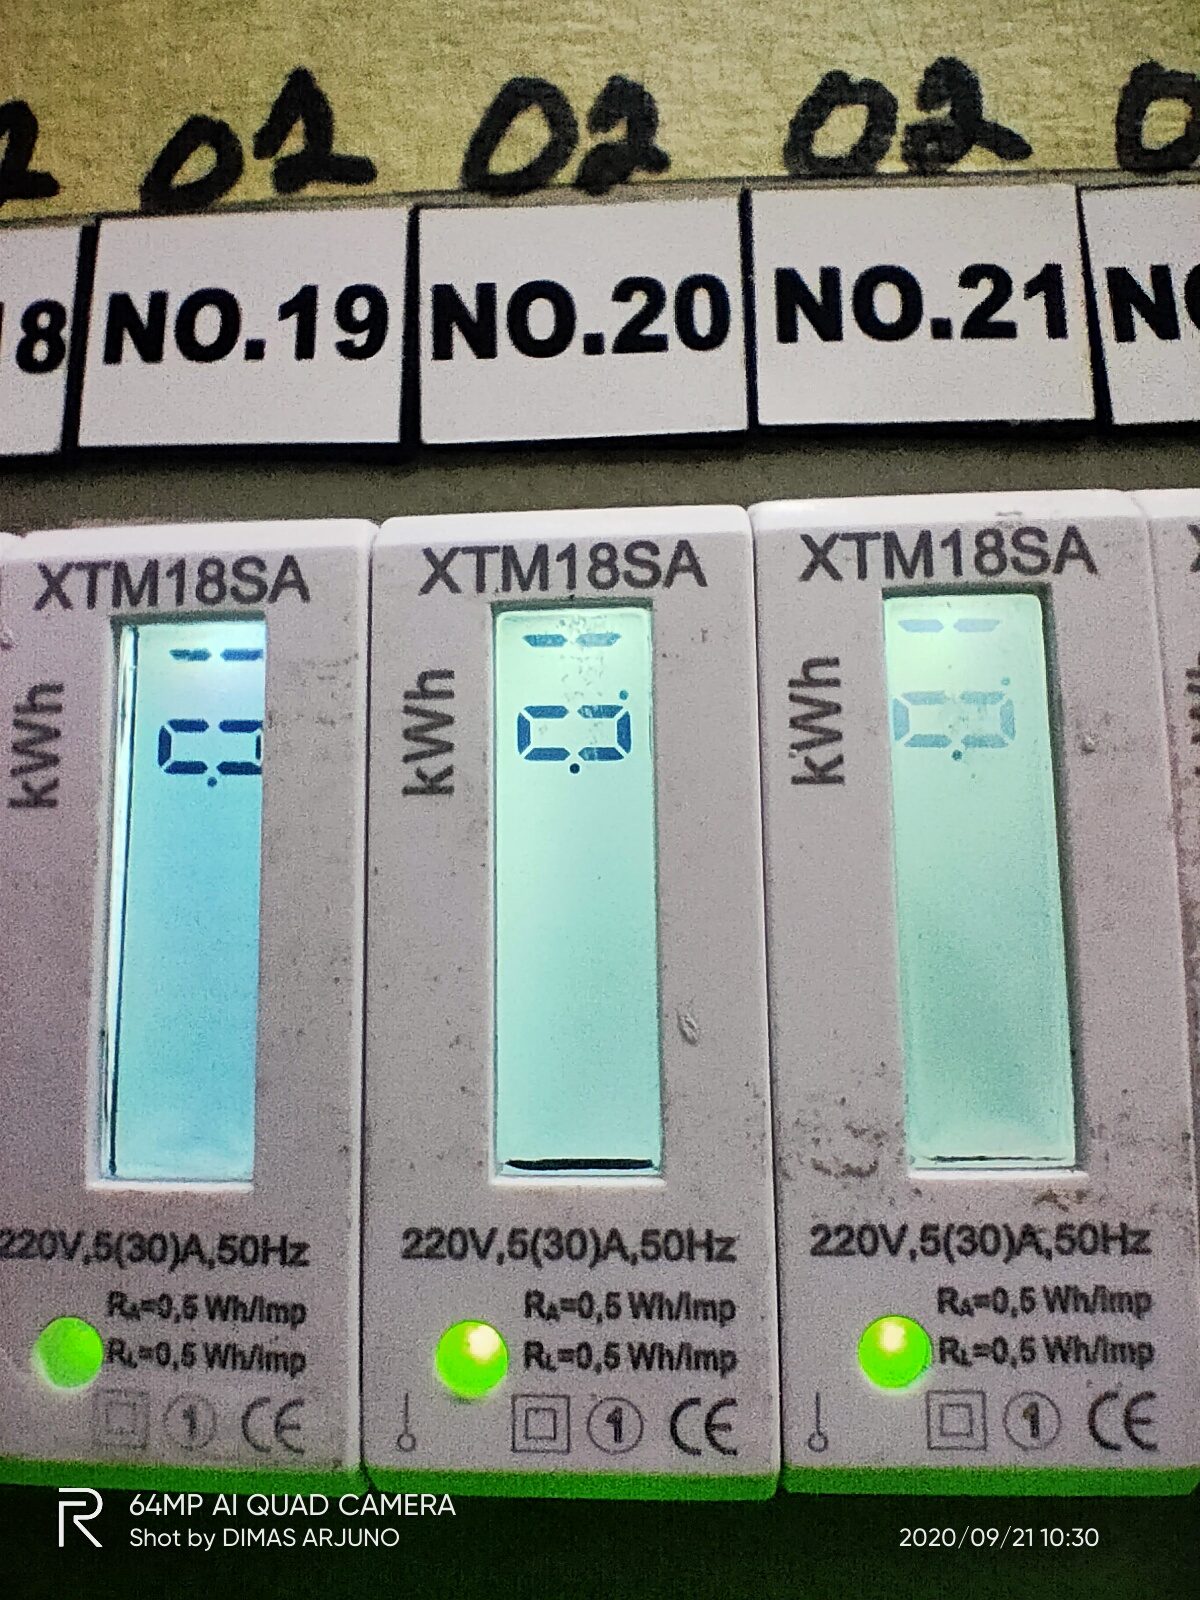 01 02 02
18 NO.19 NO.20 NO.21
XTM18SA XTM18SA XTM18SA
kWh kWh kWh
220V,5(30)A,50Hz 220V,5(30)A,50Hz 220V,5(30)A,50Hz
RA=0,5 Wh/Imp RA=0,5 Wh/Imp RA=0,5 Wh/Imp
RL=0,5 Wh/Imp RL=0,5 Wh/Imp RL=0,5 Wh/Imp
1 CE 1 CE 1 CE
64MP AI QUAD CAMERA
Shot by DIMAS ARJUNO 2020/09/21 10:30